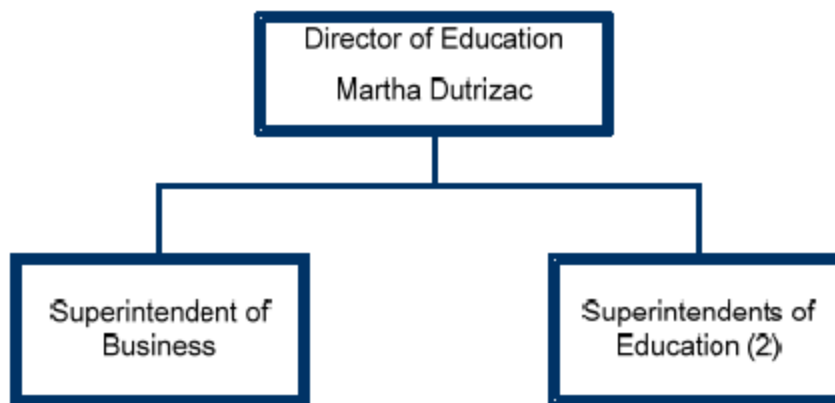 Director of Education
Martha Dutrizac
Superintendent of
Business
Superintendents of
Education (2)